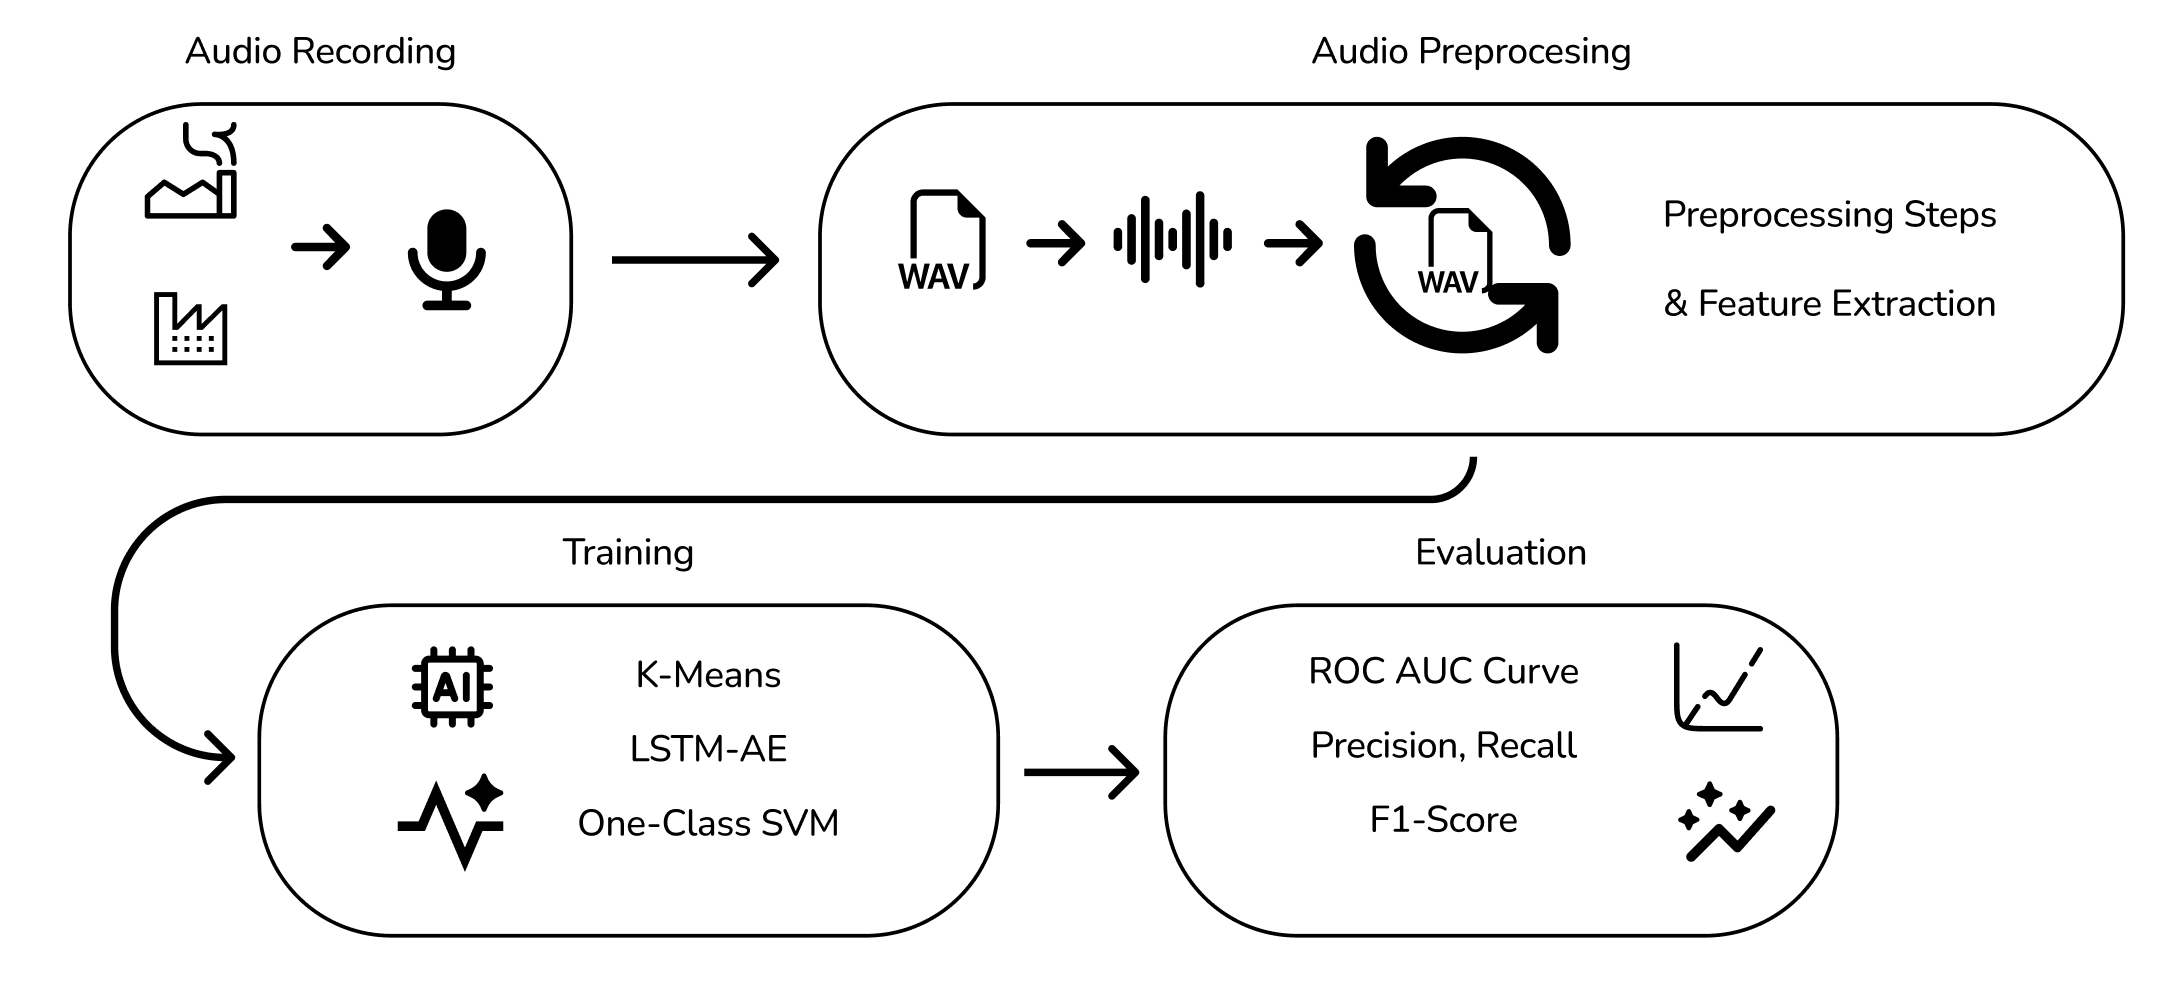 Audio Recording
Audio Preprocesing
WAV
WAV
Preprocessing Steps
& Feature Extraction
Training
Evaluation
AI
K-Means
LSTM-AE
One-Class SVM
ROC AUC Curve
Precision, Recall
F1-Score